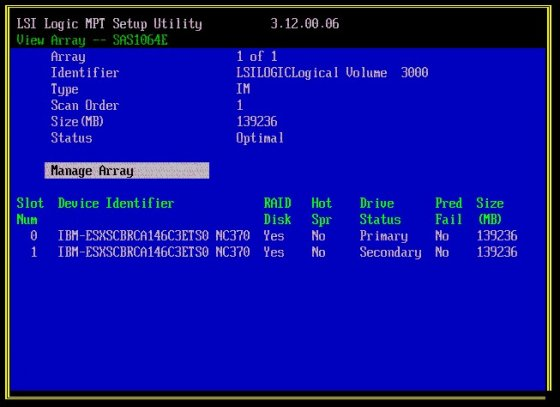 LSI Logic MPT Setup Utility 3.12.00.06
View Array -- SAS1064E
Array 1 of 1
Identifier LSILOGICLogical Volume 3000
Type IM
Scan Order 1
Size(MB) 139236
Status Optimal
Manage Array
Slot Device Identifier RAID Hot Drive Pred Size
Num Disk Spr Status Fail (MB)
0 IBM-ESXSCBRCA146C3ETS0 NC370 Yes No Primary No 139236
1 IBM-ESXSCBRCA146C3ETS0 NC370 Yes No Secondary No 139236